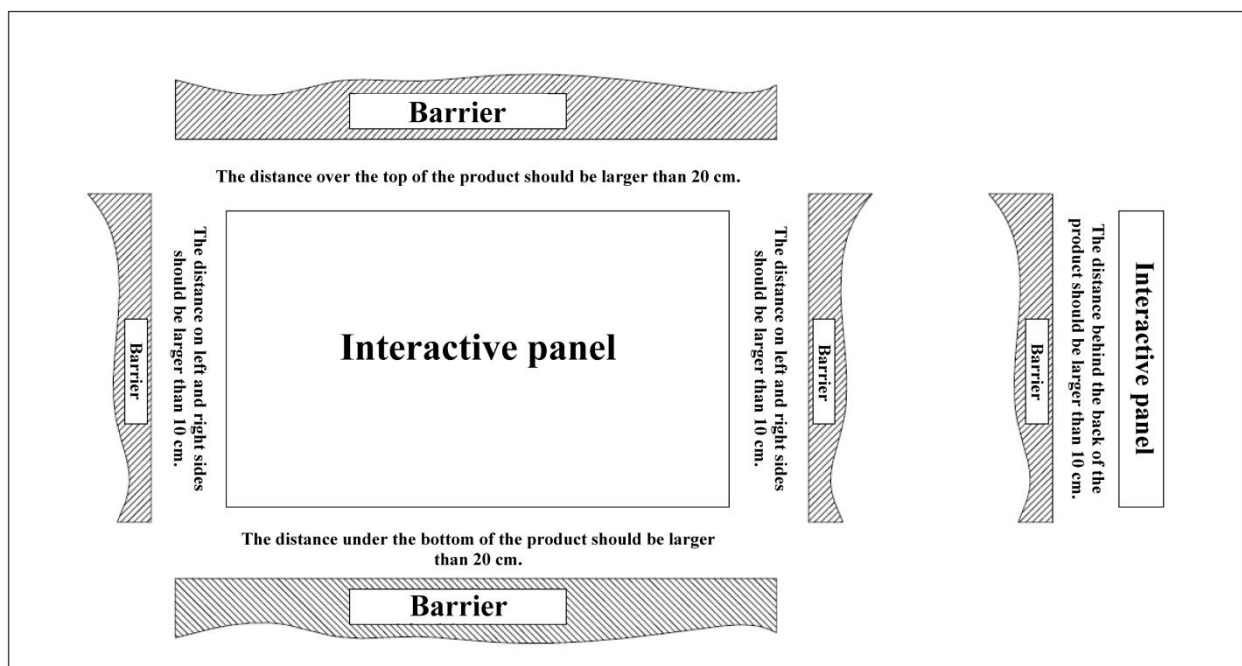 Barrier
The distance over the top of the product should be larger than 20 cm.
Barrier
The distance on left and right sides
should be larger than 10 cm.
Interactive panel
The distance on left and right sides
should be larger than 10 cm.
Barrier
Barrier
The distance behind the back of the
product should be larger than 10 cm.
Interactive panel
The distance under the bottom of the product should be larger
than 20 cm.
Barrier